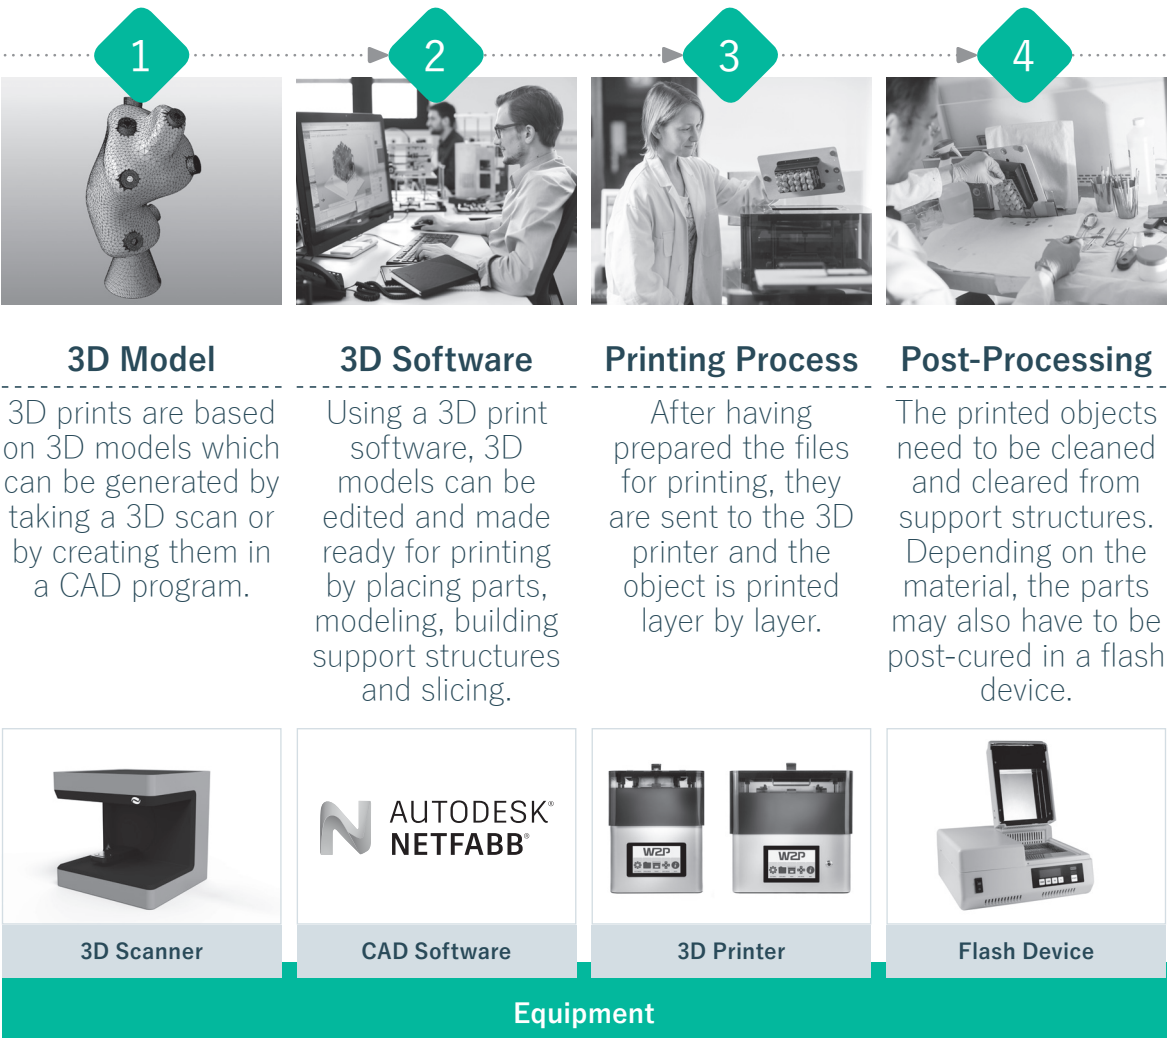 1
2
3
4
3D Model
3D prints are based
on 3D models which
can be generated by
taking a 3D scan or
by creating them in
a CAD program.
3D Software
Using a 3D print
software, 3D
models can be
edited and made
ready for printing
by placing parts,
modeling, building
support structures
and slicing.
Printing Process
After having
prepared the files
for printing, they
are sent to the 3D
printer and the
object is printed
layer by layer.
Post-Processing
The printed objects
need to be cleaned
and cleared from
support structures.
Depending on the
material, the parts
may also have to be
post-cured in a flash
device.
AUTODESK®
NETFABB®
W2P
W2P
3D Scanner
CAD Software
3D Printer
Flash Device
Equipment